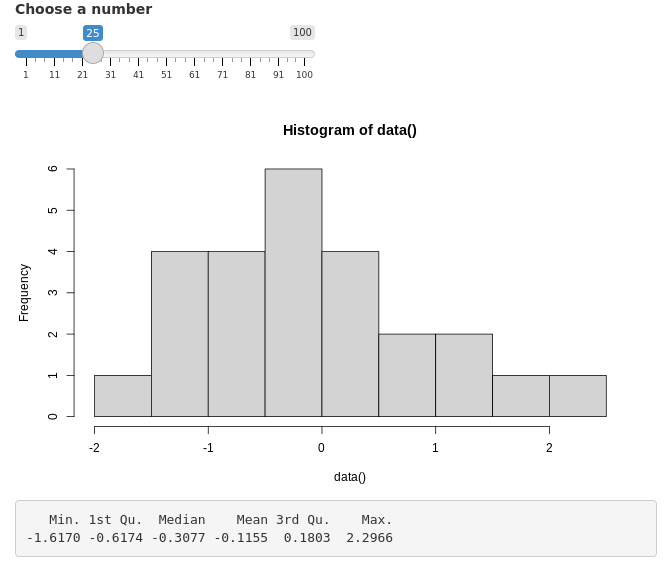 Choose a number
1 25 100
1 11 21 31 41 51 61 71 81 91 100
Histogram of data()
Frequency
6
5
4
3
2
1
0
-2 -1 0 1 2
data()
Min. 1st Qu. Median Mean 3rd Qu. Max.
-1.6170 -0.6174 -0.3077 -0.1155 0.1803 2.2966